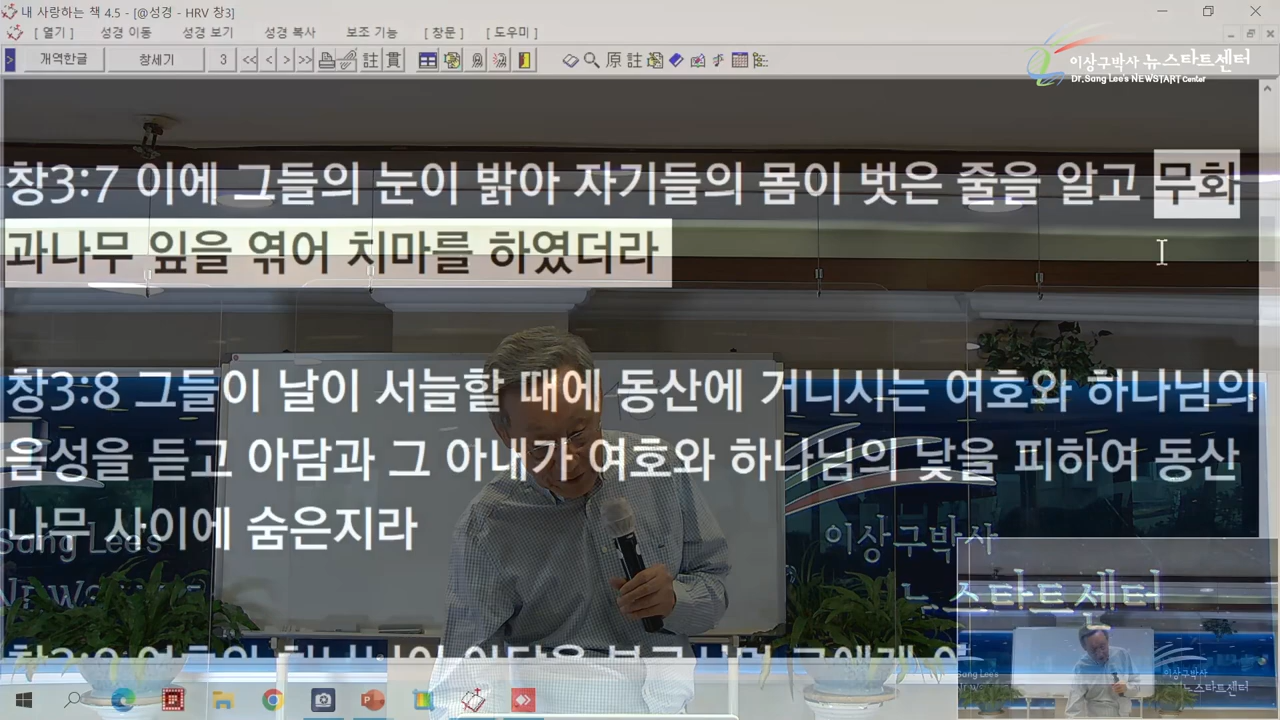 내 사랑하는 책 4.5 - [@성경 - HRV 창3]
[ 열기 ] 성경 이동 성경 보기 성경 복사 보조 기능 [ 창문 ] [ 도우미 ]
개역한글 창세기 3 << < > >> 註 貫 原 註
이상구박사 뉴스타트센터
Dr.Sang Lee's NEWSTART Center
창3:7 이에 그들의 눈이 밝아 자기들의 몸이 벗은 줄을 알고 무화
과나무 잎을 엮어 치마를 하였더라
창3:8 그들이 날이 서늘할 때에 동산에 거니시는 여호와 하나님의
음성을 듣고 아담과 그 아내가 여호와 하나님의 낯을 피하여 동산
나무 사이에 숨은지라
Sang Lee's
이상구박사
뉴스타트센터